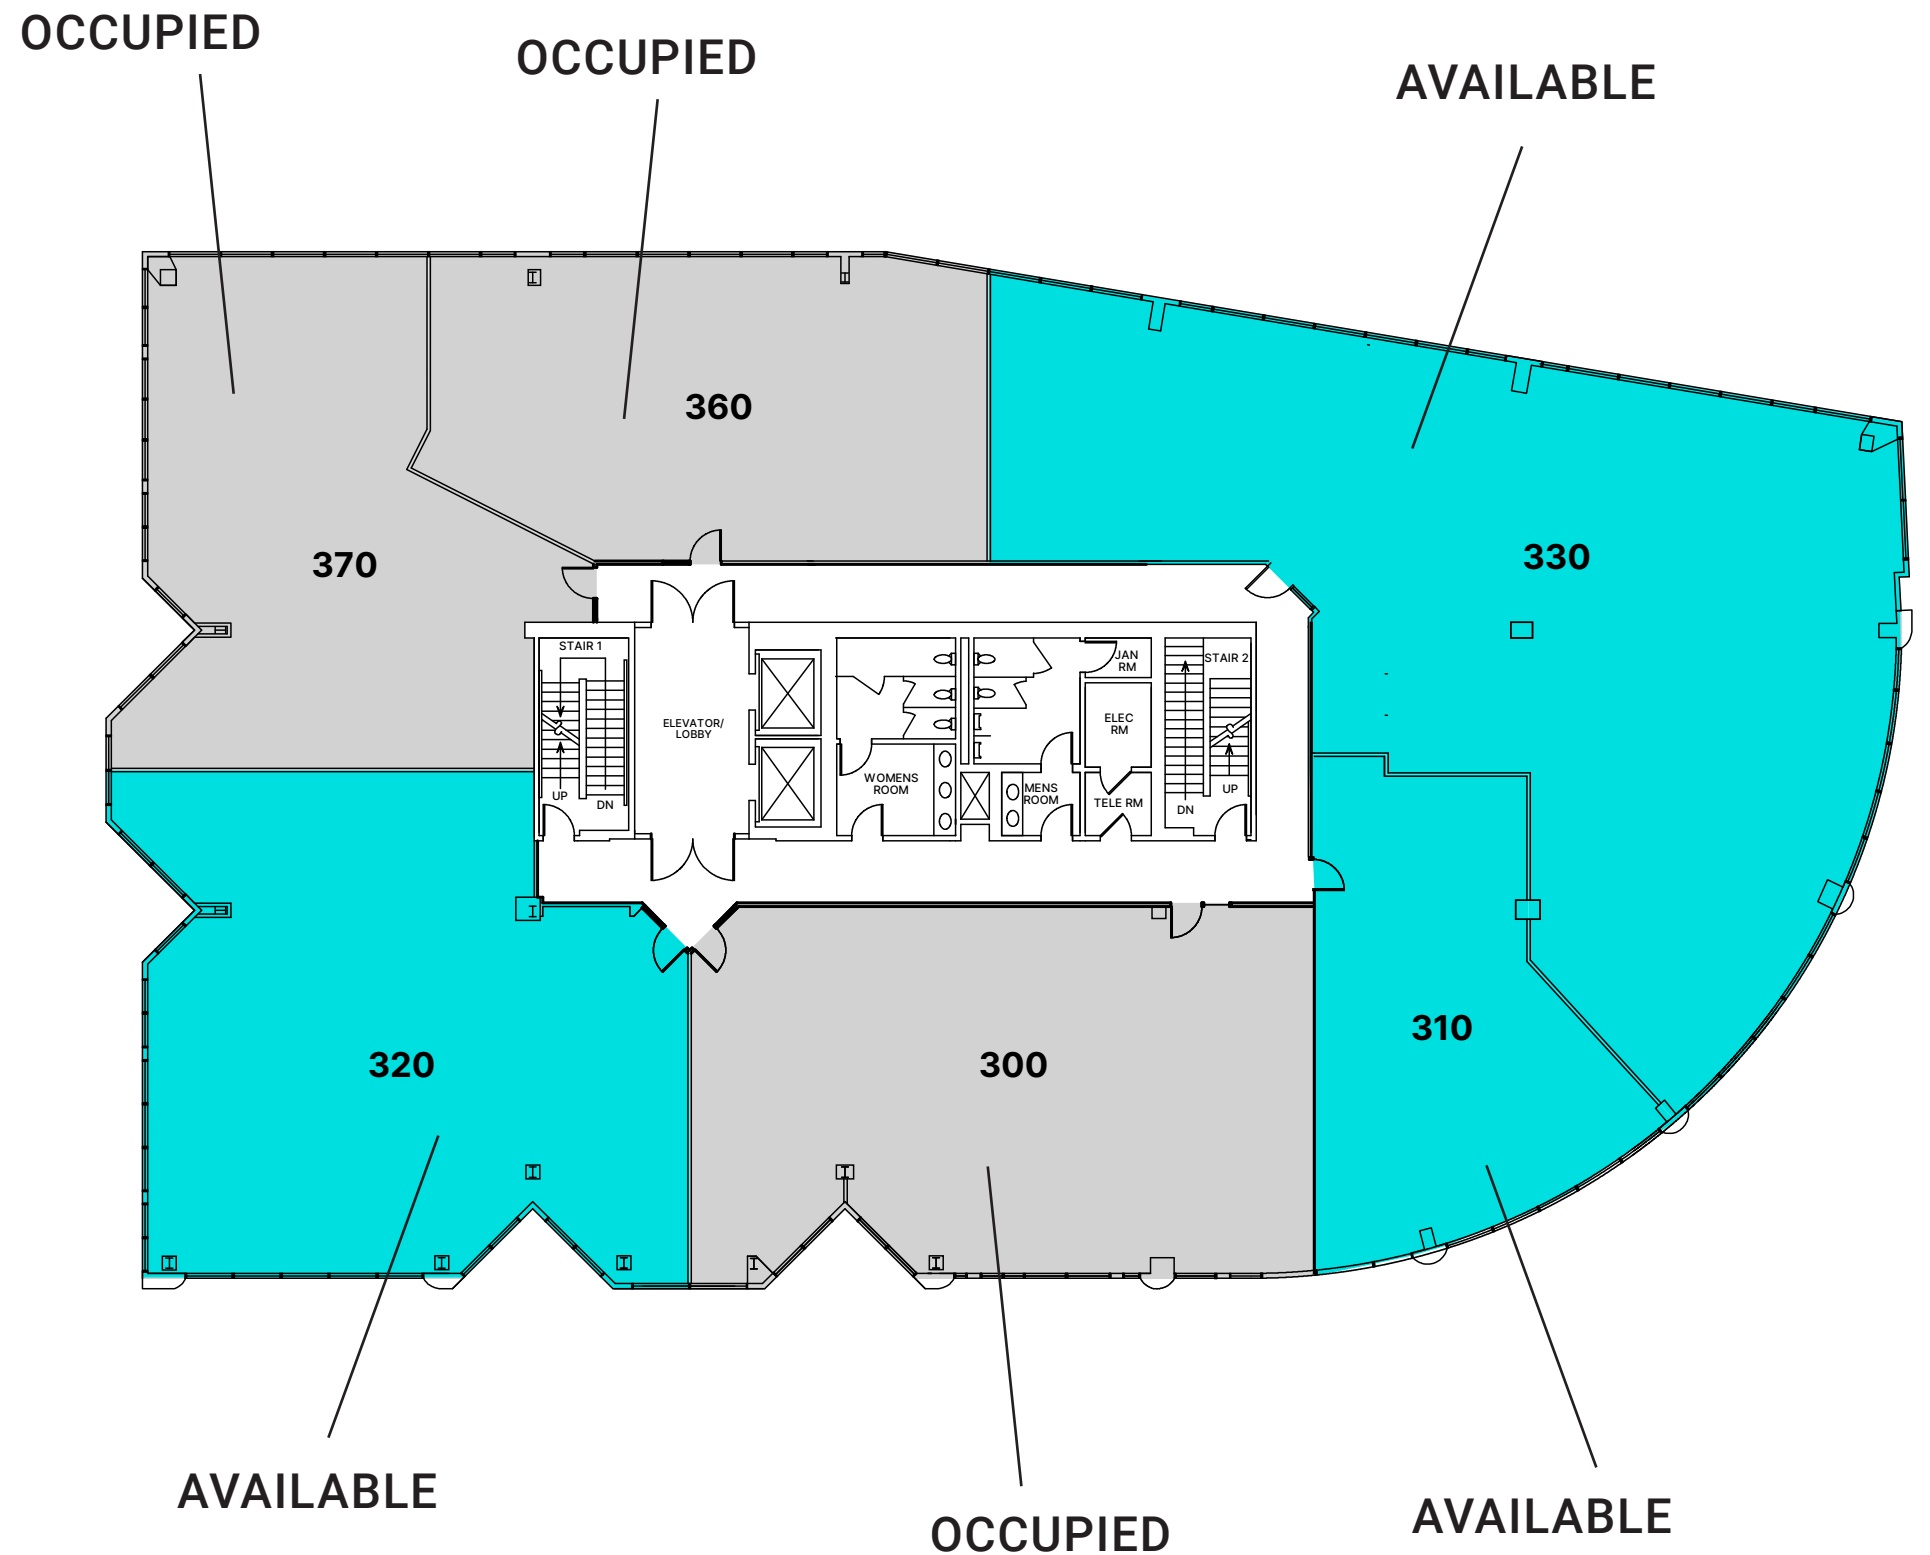 OCCUPIED
OCCUPIED
AVAILABLE
360
370
330
STAIR 1
JAN
RM
STAIR 2
ELEVATOR/
LOBBY
ELEC
RM
WOMENS
ROOM
MENS
ROOM
UP
DN
TELE RM
DN
UP
310
320
300
AVAILABLE
OCCUPIED
AVAILABLE